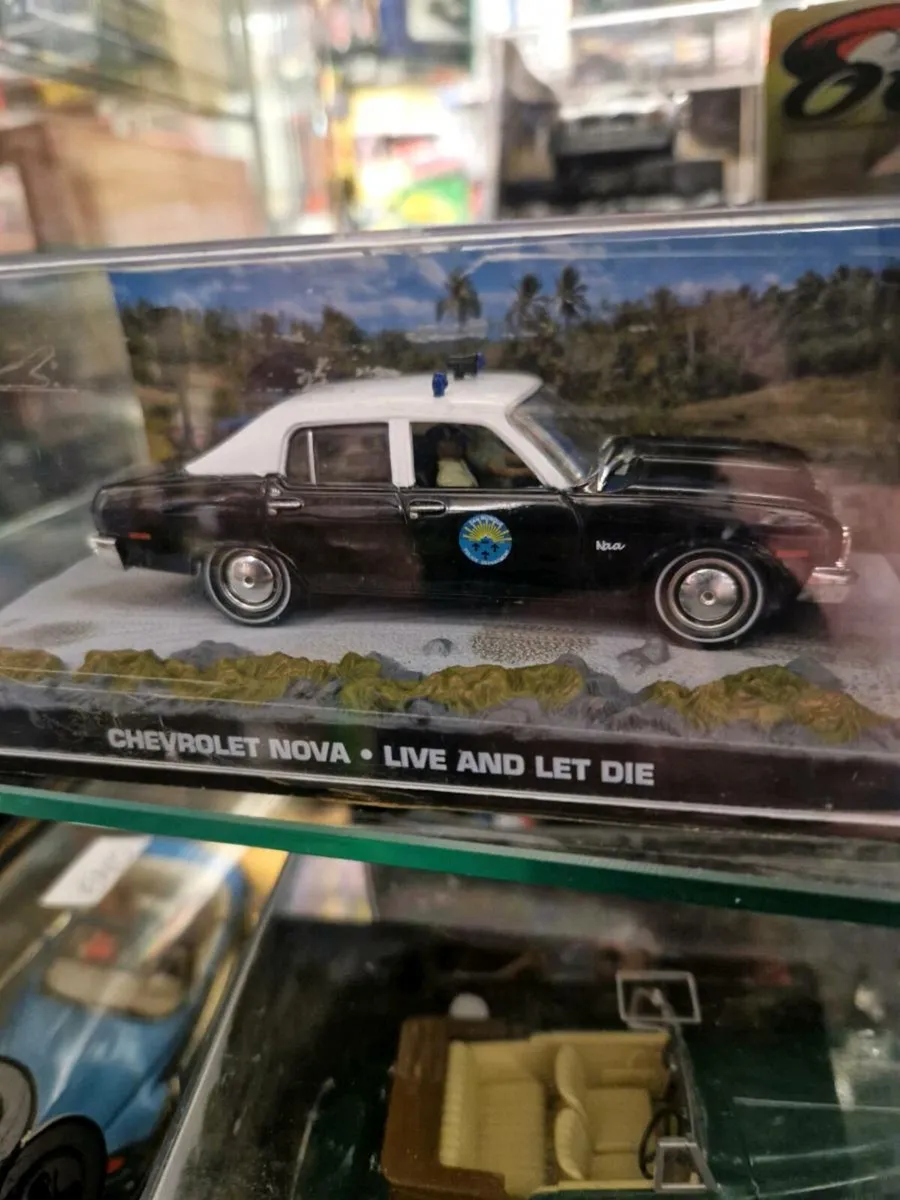 Nova
CHEVROLET NOVA • LIVE AND LET DIE